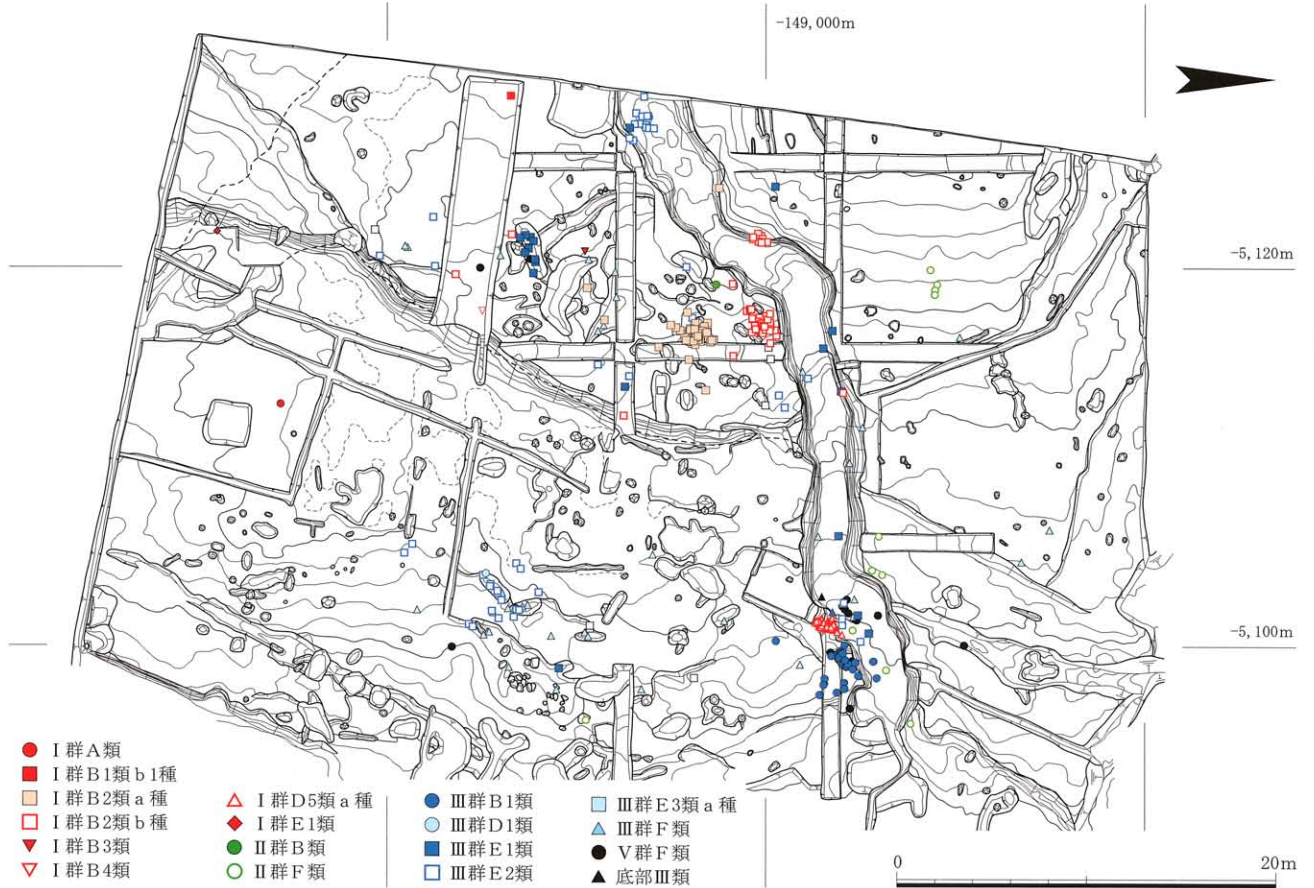 -149,000m
-5,120m
-5,100m
Ⅰ群A類
Ⅰ群B1類b1種
Ⅰ群B2類a種
Ⅰ群B2類b種
Ⅰ群B3類
Ⅰ群B4類
Ⅰ群D5類a種
Ⅰ群E1類
Ⅱ群B類
Ⅱ群F類
Ⅲ群B1類
Ⅲ群D1類
Ⅲ群E1類
Ⅲ群E2類
Ⅲ群E3類a種
Ⅲ群F類
Ⅴ群F類
底部Ⅲ類
0 20m